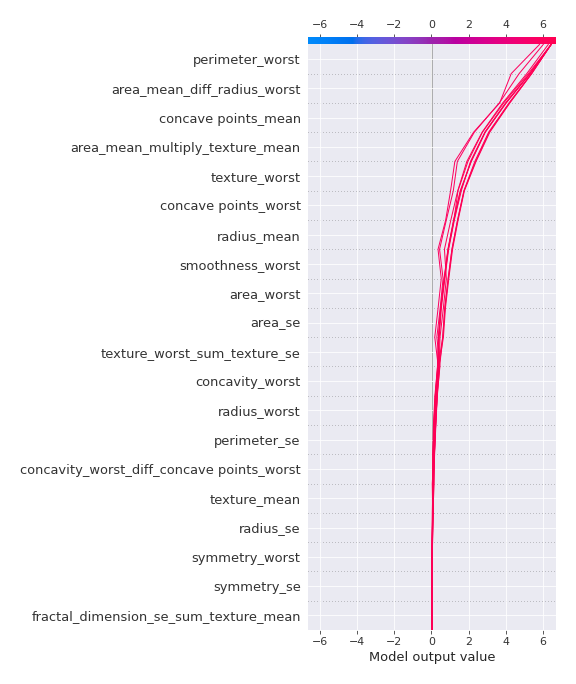 −6 −4 −2 0 2 4 6
perimeter_worst
area_mean_diff_radius_worst
concave points_mean
area_mean_multiply_texture_mean
texture_worst
concave points_worst
radius_mean
smoothness_worst
area_worst
area_se
texture_worst_sum_texture_se
concavity_worst
radius_worst
perimeter_se
concavity_worst_diff_concave points_worst
texture_mean
radius_se
symmetry_worst
symmetry_se
fractal_dimension_se_sum_texture_mean
−6 −4 −2 0 2 4 6
Model output value